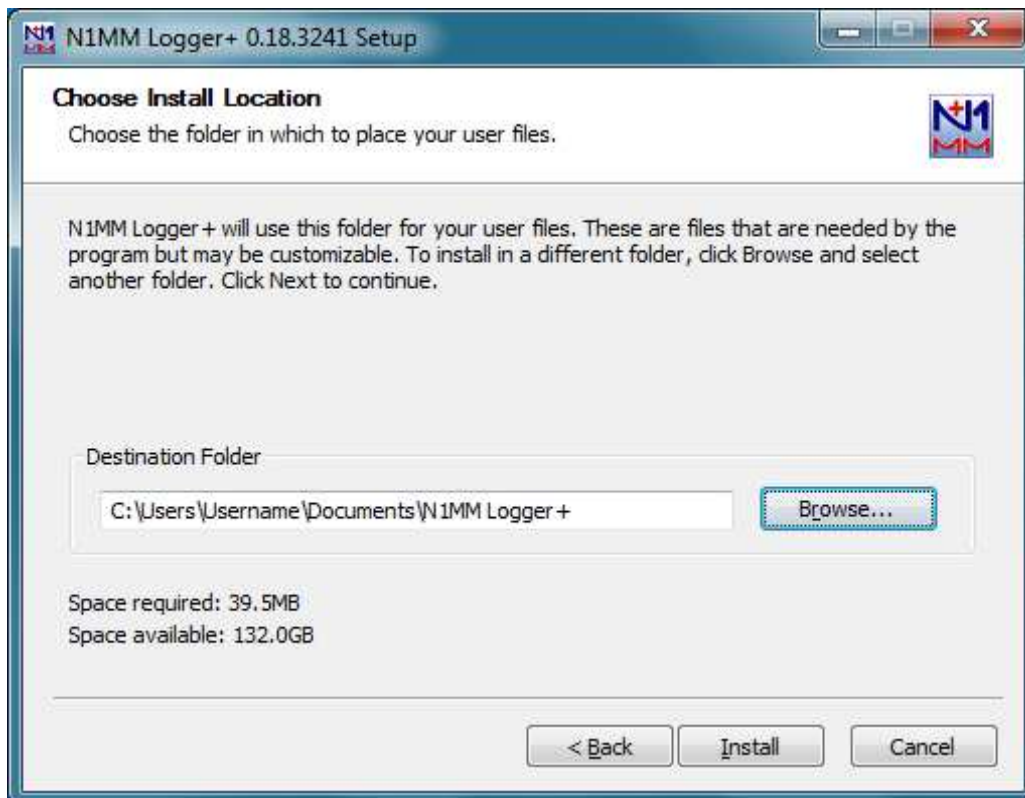 N1MM Logger+ 0.18.3241 Setup
Choose Install Location
Choose the folder in which to place your user files.
N1MM Logger+ will use this folder for your user files. These are files that are needed by the
program but may be customizable. To install in a different folder, click Browse and select
another folder. Click Next to continue.
Destination Folder
C:\Users\Username\Documents\N1MM Logger+
Browse...
Space required: 39.5MB
Space available: 132.0GB
< Back
Install
Cancel